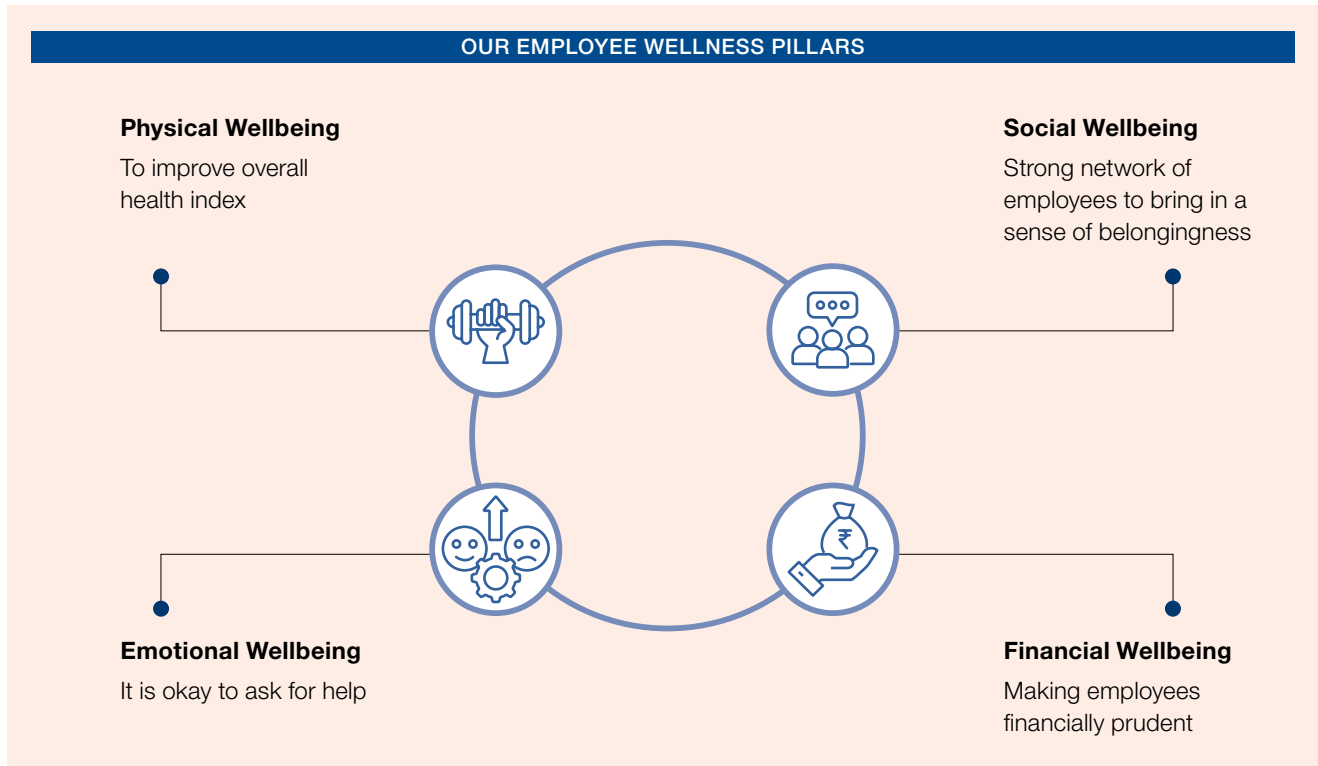 OUR EMPLOYEE WELLNESS PILLARS
Physical Wellbeing
To improve overall
health index
Social Wellbeing
Strong network of
employees to bring in a
sense of belongingness
₹
Emotional Wellbeing
It is okay to ask for help
Financial Wellbeing
Making employees
financially prudent